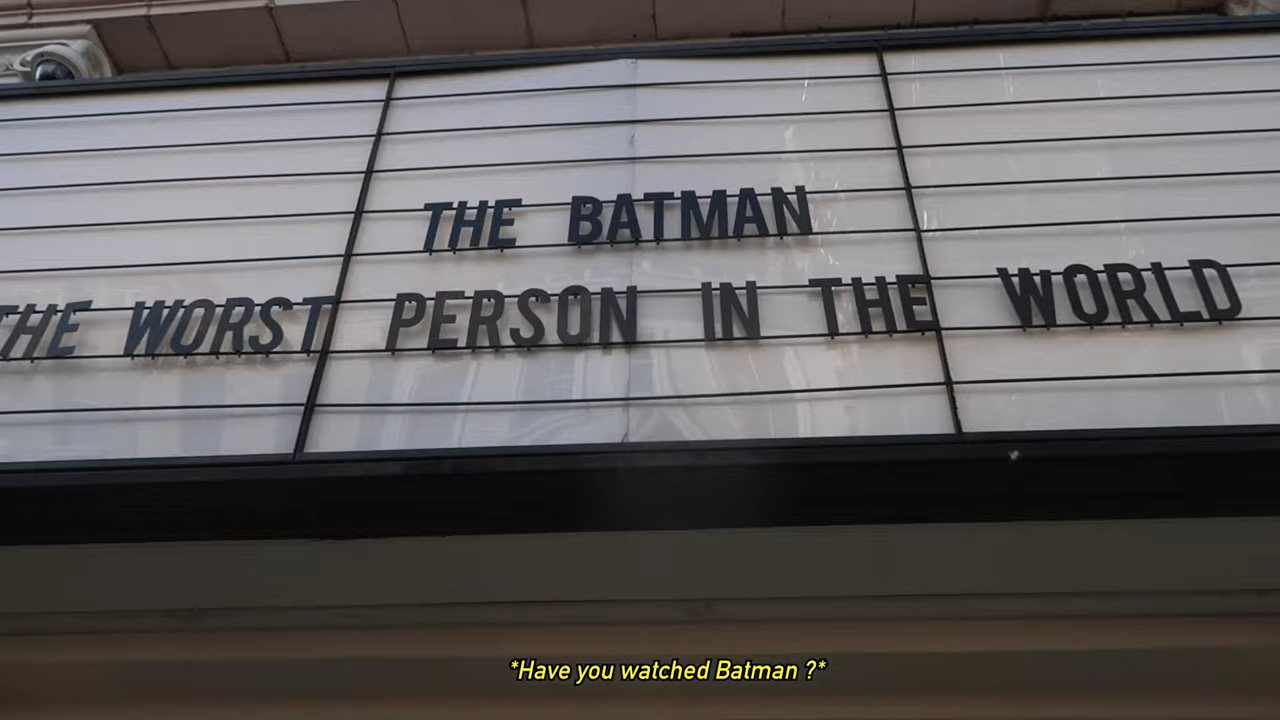 THE BATMAN
THE WORST PERSON IN THE WORLD
*Have you watched Batman ?*